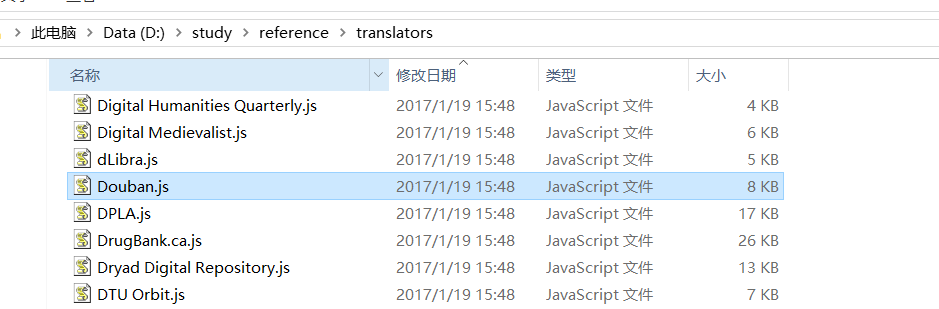 此电脑 > Data (D:) > study > reference > translators
名称 修改日期 类型 大小
Digital Humanities Quarterly.js 2017/1/19 15:48 JavaScript 文件 4 KB
Digital Medievalist.js 2017/1/19 15:48 JavaScript 文件 6 KB
dLibra.js 2017/1/19 15:48 JavaScript 文件 5 KB
Douban.js 2017/1/19 15:48 JavaScript 文件 8 KB
DPLA.js 2017/1/19 15:48 JavaScript 文件 17 KB
DrugBank.ca.js 2017/1/19 15:48 JavaScript 文件 26 KB
Dryad Digital Repository.js 2017/1/19 15:48 JavaScript 文件 13 KB
DTU Orbit.js 2017/1/19 15:48 JavaScript 文件 7 KB